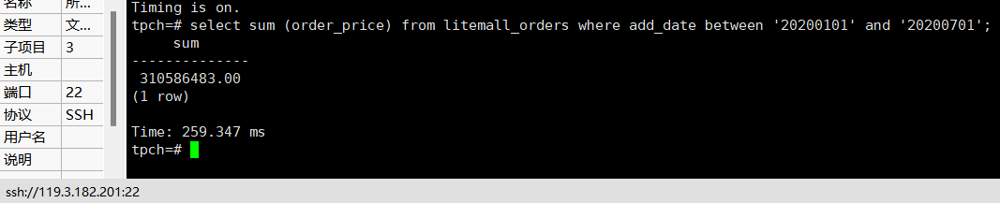 名称 所...
类型 文...
子项目 3
主机
端口 22
协议 SSH
用户名
说明
Timing is on.
tpch=# select sum (order_price) from litemall_orders where add_date between '20200101' and '20200701';
sum
--------------
310586483.00
(1 row)
Time: 259.347 ms
tpch=#
ssh://119.3.182.201:22